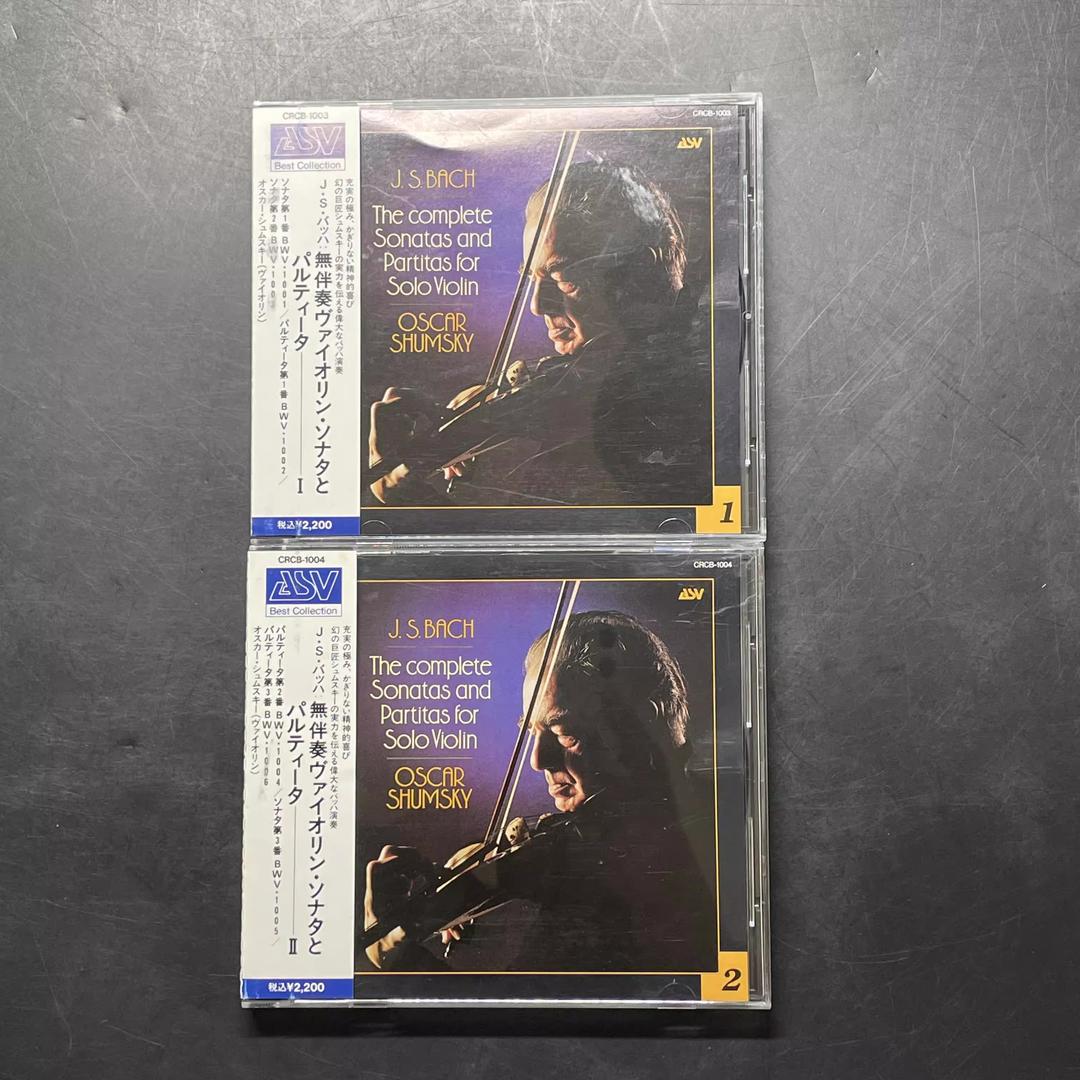 CRCB-1003
ASV
Best Collection
充実の極み、かぎりない精神的喜び
幻の巨匠シュムスキーの実力を伝える偉大なバッハ演奏
J・S・バッハ:無伴奏ヴァイオリン・ソナタと
パルティータ――I
ソナタ第1番 BWV・1001/パルティータ第1番 BWV・1002/
ソナタ第2番 BWV・1003
オスカー・シュムスキー(ヴァイオリン)
税込¥2,200
CRCB-1003
ASV
J. S. BACH
The complete
Sonatas and
Partitas for
Solo Violin
OSCAR
SHUMSKY
1
CRCB-1004
ASV
Best Collection
充実の極み、かぎりない精神的喜び
幻の巨匠シュムスキーの実力を伝える偉大なバッハ演奏
J・S・バッハ:無伴奏ヴァイオリン・ソナタと
パルティータ――II
パルティータ第2番 BWV・1004/ソナタ第3番 BWV・1005/
パルティータ第3番 BWV・1006
オスカー・シュムスキー(ヴァイオリン)
税込¥2,200
CRCB-1004
ASV
J. S. BACH
The complete
Sonatas and
Partitas for
Solo Violin
OSCAR
SHUMSKY
2